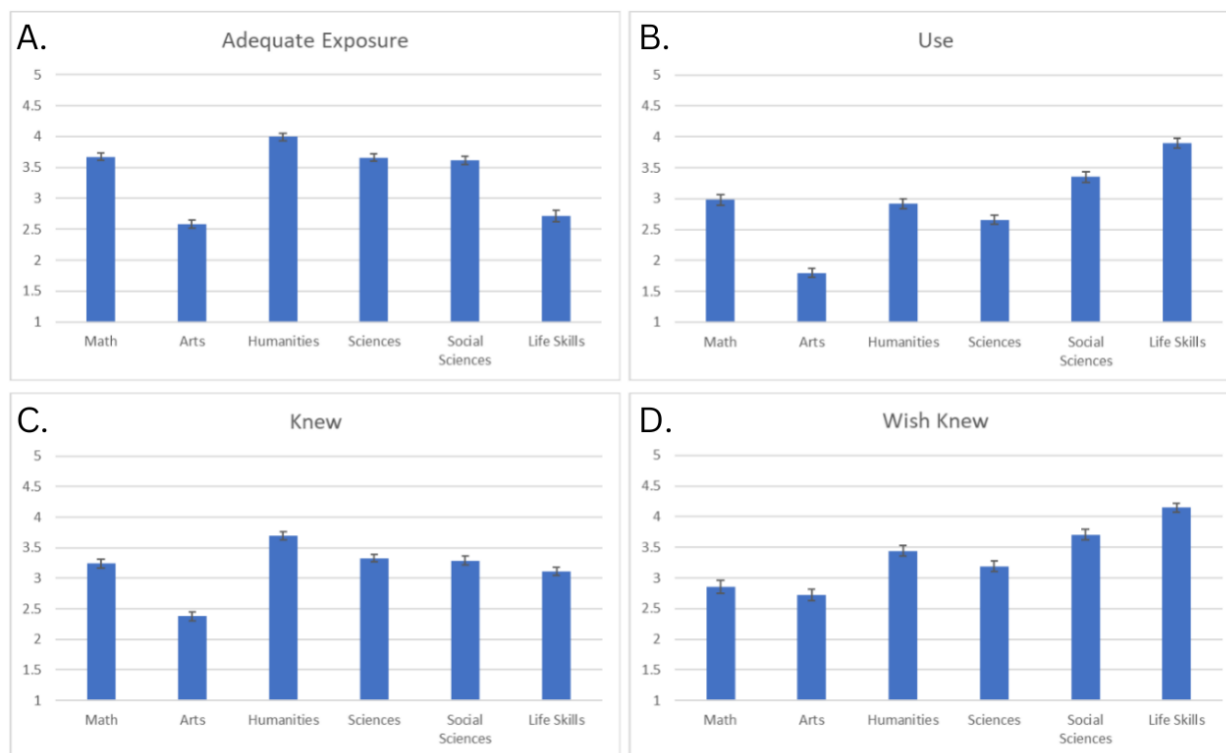 A.
Adequate Exposure
5
4.5
4
3.5
3
2.5
2
1.5
1
Math Arts Humanities Sciences Social Life Skills
Sciences
B.
Use
5
4.5
4
3.5
3
2.5
2
1.5
1
Math Arts Humanities Sciences Social Life Skills
Sciences
C.
Knew
5
4.5
4
3.5
3
2.5
2
1.5
1
Math Arts Humanities Sciences Social Life Skills
Sciences
D.
Wish Knew
5
4.5
4
3.5
3
2.5
2
1.5
1
Math Arts Humanities Sciences Social Life Skills
Sciences